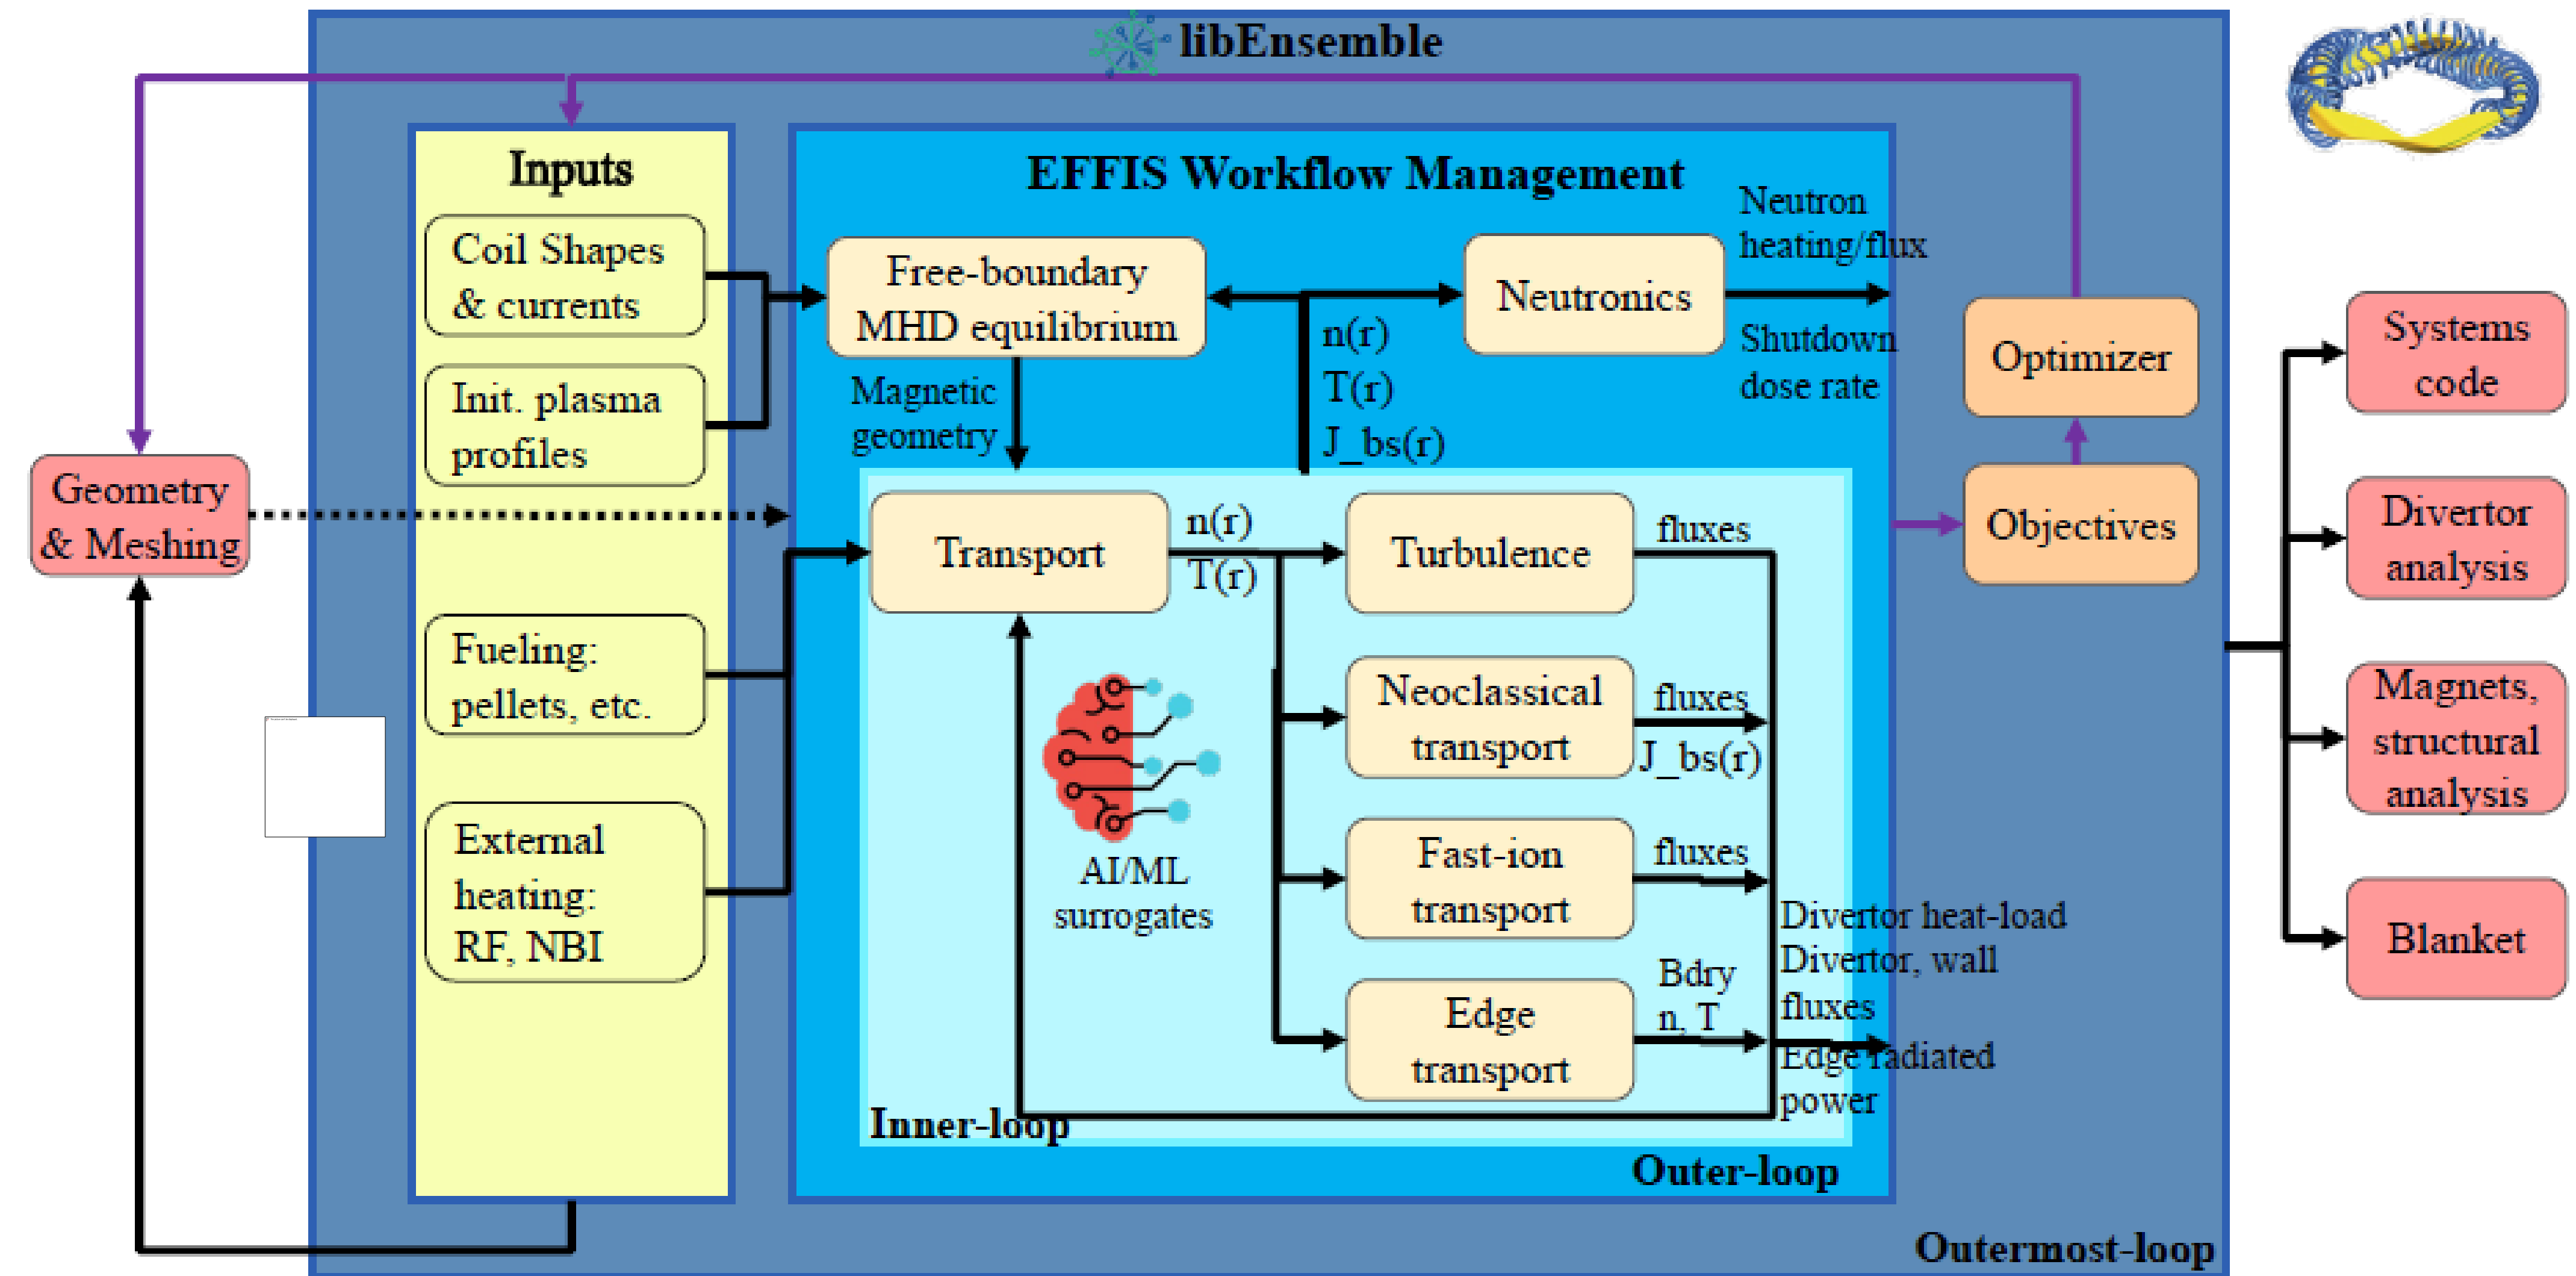 libEnsemble
Inputs
Coil Shapes
& currents
Init. plasma
profiles
Fueling:
pellets, etc.
External
heating:
RF, NBI
Geometry
& Meshing
EFFIS Workflow Management
Free-boundary
MHD equilibrium
Neutronics
Neutron
heating/flux
Shutdown
dose rate
Magnetic
geometry
n(r)
T(r)
J_bs(r)
Transport
n(r)
T(r)
Turbulence
fluxes
Neoclassical
transport
fluxes
J_bs(r)
Fast-ion
transport
fluxes
Edge
transport
Bdry
n, T
AI/ML
surrogates
Divertor heat-load
Divertor, wall
fluxes
Edge radiated
power
Inner-loop
Outer-loop
Outermost-loop
Optimizer
Objectives
Systems
code
Divertor
analysis
Magnets,
structural
analysis
Blanket